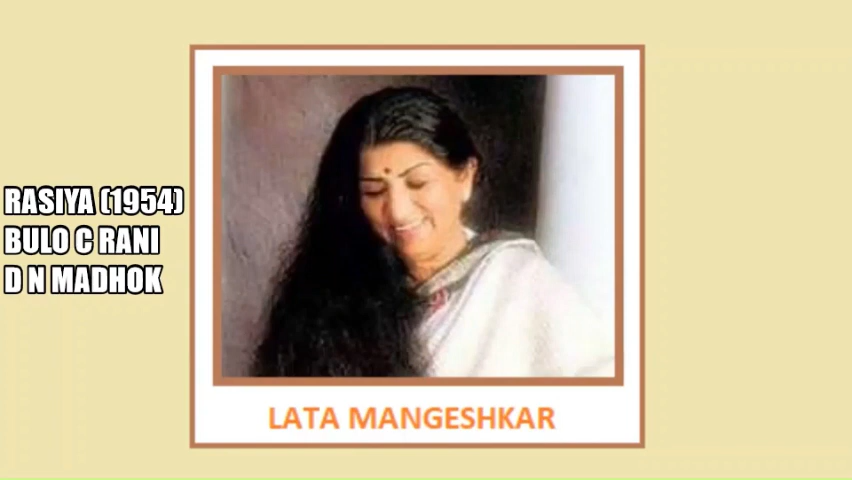 RASIYA (1954)
BULO C RANI
D N MADHOK
LATA MANGESHKAR